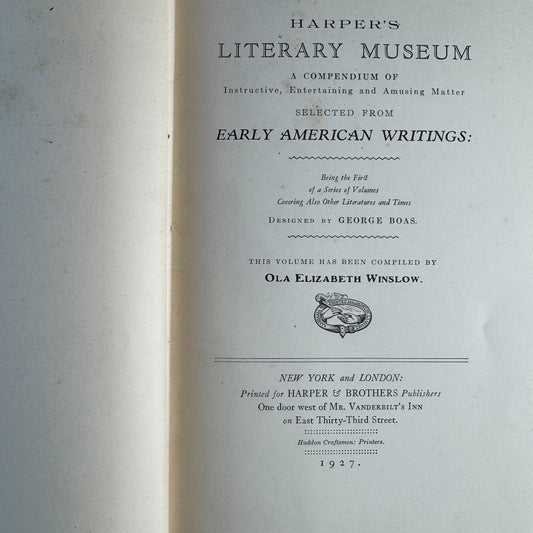 HARPER'S
LITERARY MUSEUM
A COMPENDIUM OF
Instructive, Entertaining and Amusing Matter
SELECTED FROM
EARLY AMERICAN WRITINGS:
Being the First
of a Series of Volumes
Covering Also Other Literatures and Times
DESIGNED BY GEORGE BOAS.
THIS VOLUME HAS BEEN COMPILED BY
OLA ELIZABETH WINSLOW.
NEW YORK and LONDON:
Printed for HARPER & BROTHERS Publishers
One door west of MR. VANDERBILT'S INN
on East Thirty-Third Street.
Haddon Craftsmen: Printers.
1927.